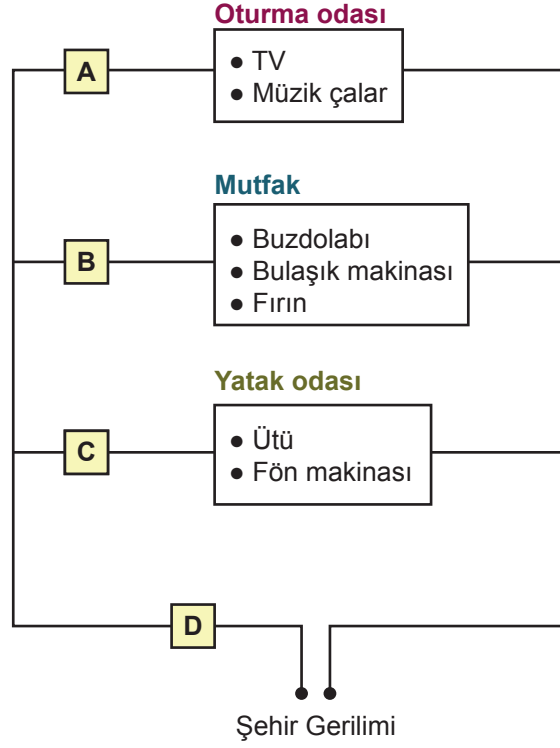 Oturma odası
A
● TV
● Müzik çalar
Mutfak
B
● Buzdolabı
● Bulaşık makinası
● Fırın
Yatak odası
C
● Ütü
● Fön makinası
D
Şehir Gerilimi